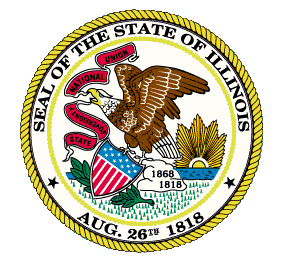 SEAL OF THE STATE OF ILLINOIS
STATE
SOVEREIGNTY
NATIONAL
UNION
1868
1818
AUG. 26TH 1818